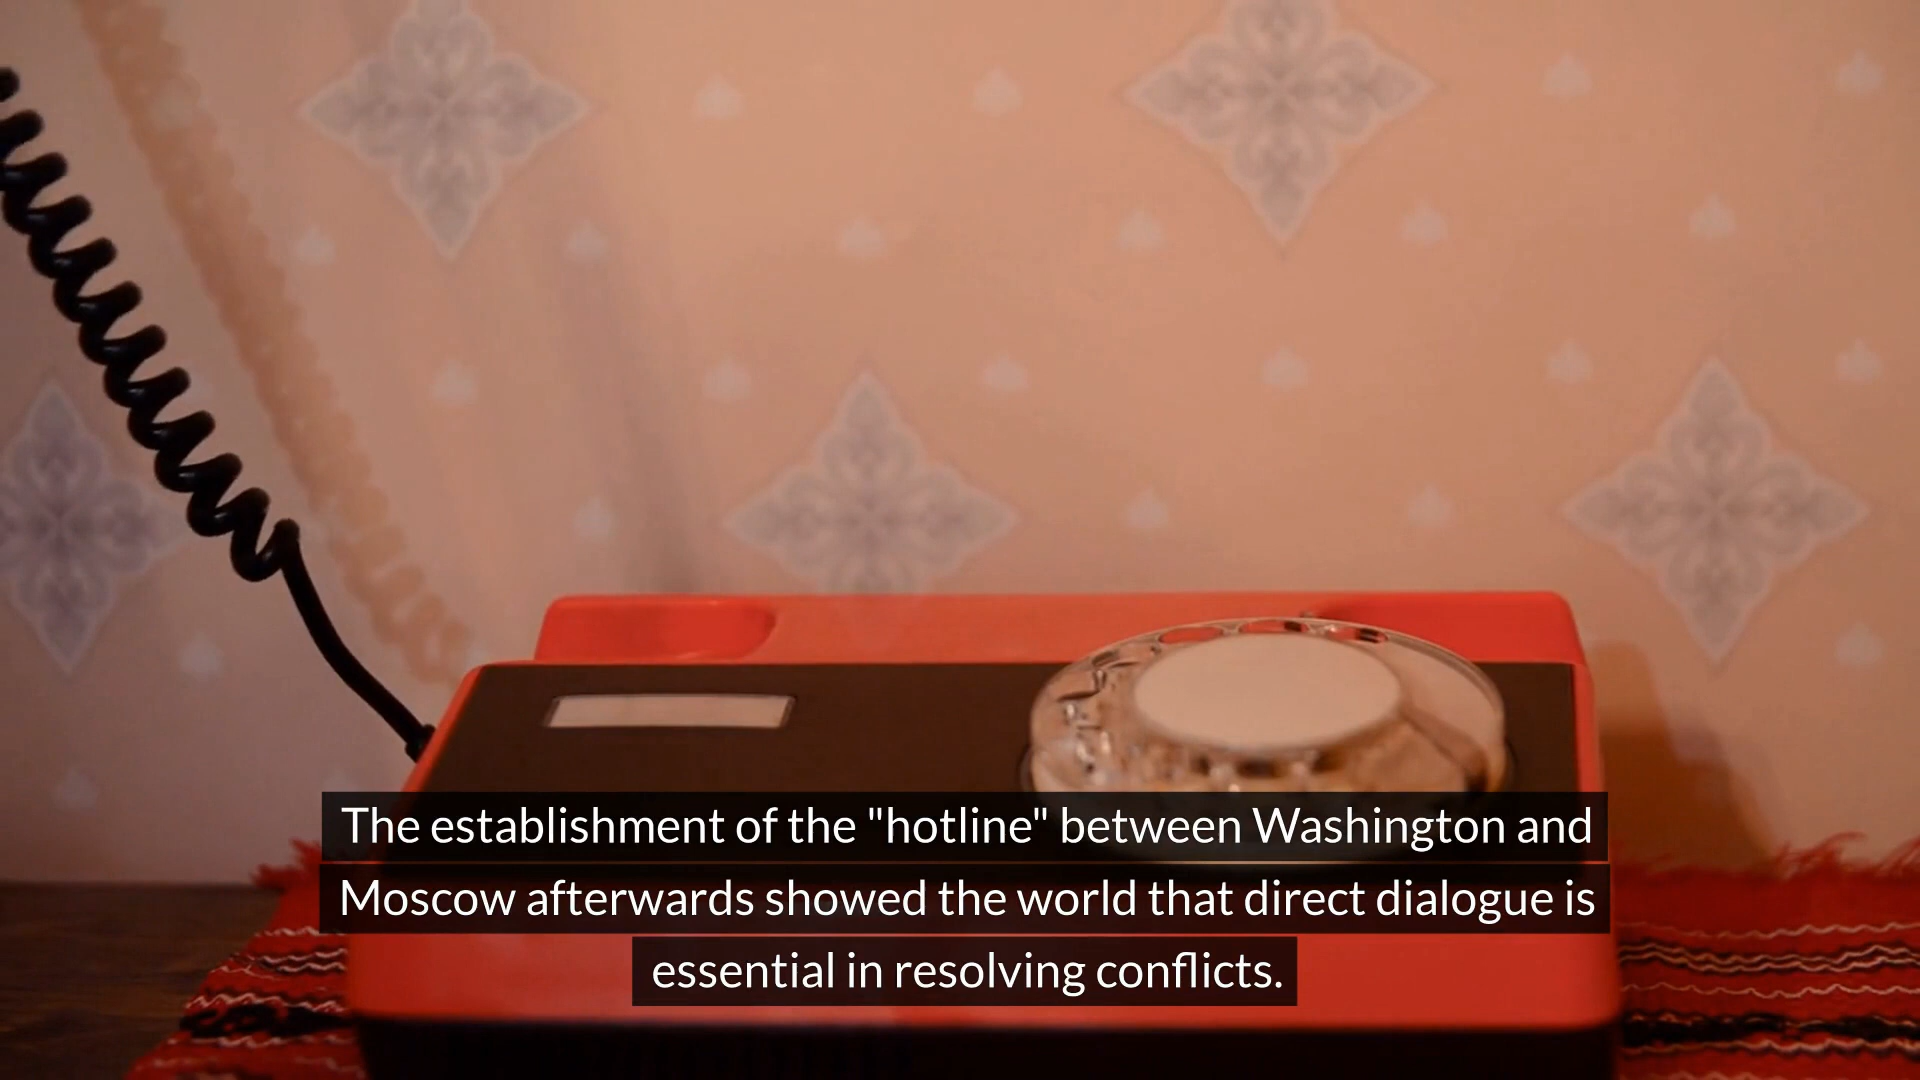 The establishment of the "hotline" between Washington and
Moscow afterwards showed the world that direct dialogue is
essential in resolving conflicts.